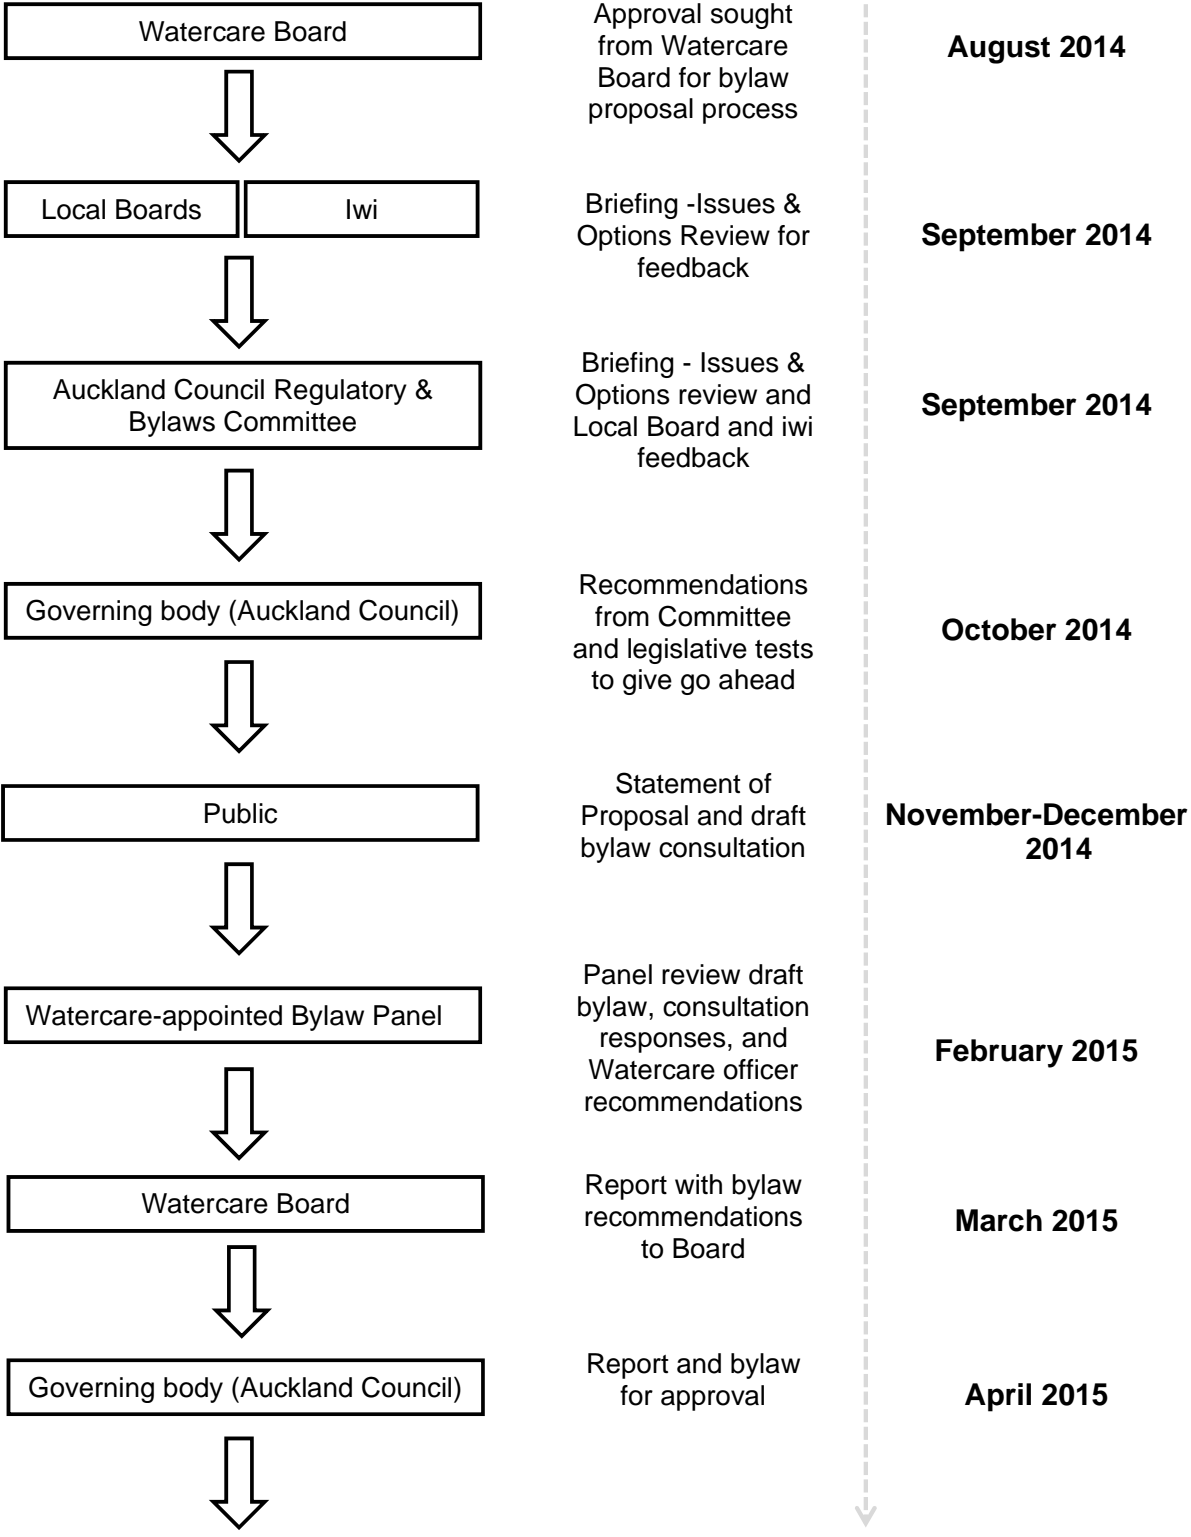 Watercare Board
Approval sought
from Watercare
Board for bylaw
proposal process
August 2014
Local Boards
Iwi
Briefing -Issues &
Options Review for
feedback
September 2014
Auckland Council Regulatory &
Bylaws Committee
Briefing - Issues &
Options review and
Local Board and iwi
feedback
September 2014
Governing body (Auckland Council)
Recommendations
from Committee
and legislative tests
to give go ahead
October 2014
Public
Statement of
Proposal and draft
bylaw consultation
November-December
2014
Watercare-appointed Bylaw Panel
Panel review draft
bylaw, consultation
responses, and
Watercare officer
recommendations
February 2015
Watercare Board
Report with bylaw
recommendations
to Board
March 2015
Governing body (Auckland Council)
Report and bylaw
for approval
April 2015